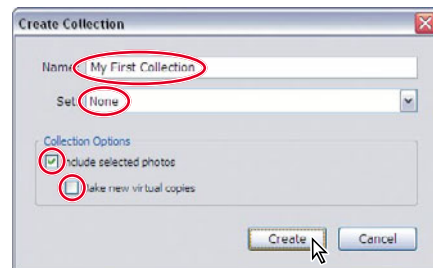 Create Collection
Name: My First Collection
Set: None
Collection Options
Include selected photos
Make new virtual copies
Create Cancel